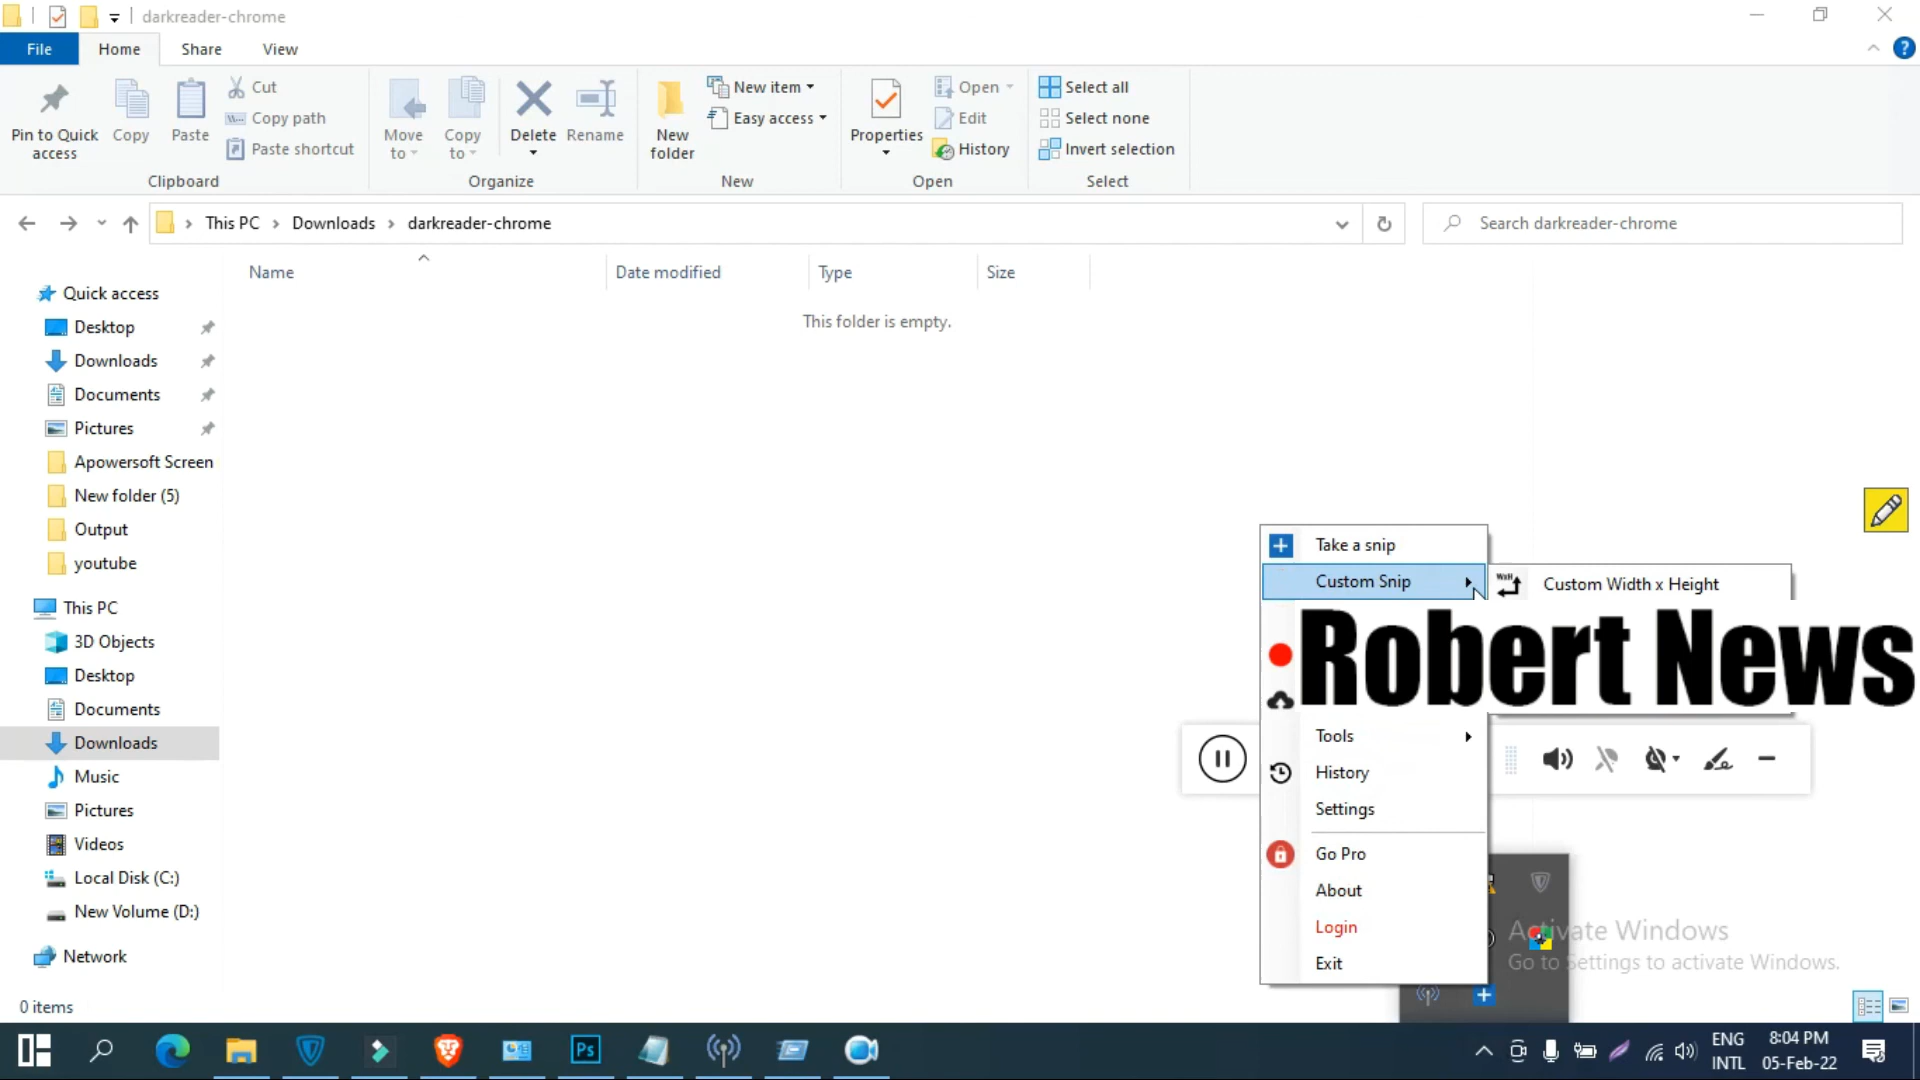 darkreader-chrome
File
Home
Share
View
Pin to Quick
access
Copy
Paste
Cut
Copy path
Paste shortcut
Clipboard
Move
to
Copy
to
Delete
Rename
Organize
New
folder
New item
Easy access
New
Properties
Open
Edit
History
Open
Select all
Select none
Invert selection
Select
This PC
Downloads
darkreader-chrome
Search darkreader-chrome
Name
Date modified
Type
Size
This folder is empty.
Quick access
Desktop
Downloads
Documents
Pictures
Apowersoft Screen
New folder (5)
Output
youtube
This PC
3D Objects
Desktop
Documents
Downloads
Music
Pictures
Videos
Local Disk (C:)
New Volume (D:)
Network
0 items
Take a snip
Custom Snip
WxH
Custom Width x Height
Robert News
Tools
History
Settings
Go Pro
About
Login
Exit
Activate Windows
Go to Settings to activate Windows.
Ps
ENG
INTL
8:04 PM
05-Feb-22